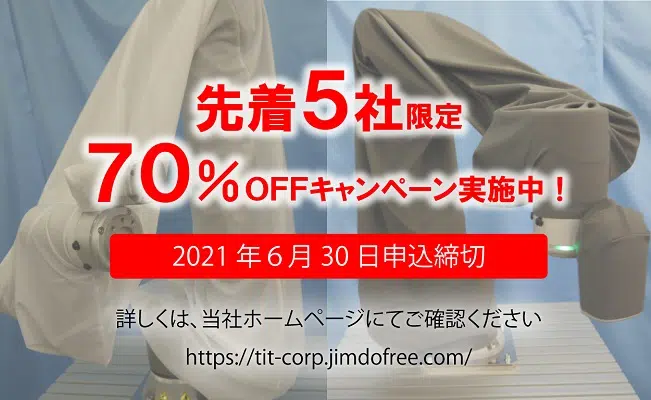 先着5社限定
70%OFFキャンペーン実施中！
2021年6月30日申込締切
詳しくは、当社ホームページにてご確認ください
https://tit-corp.jimdofree.com/